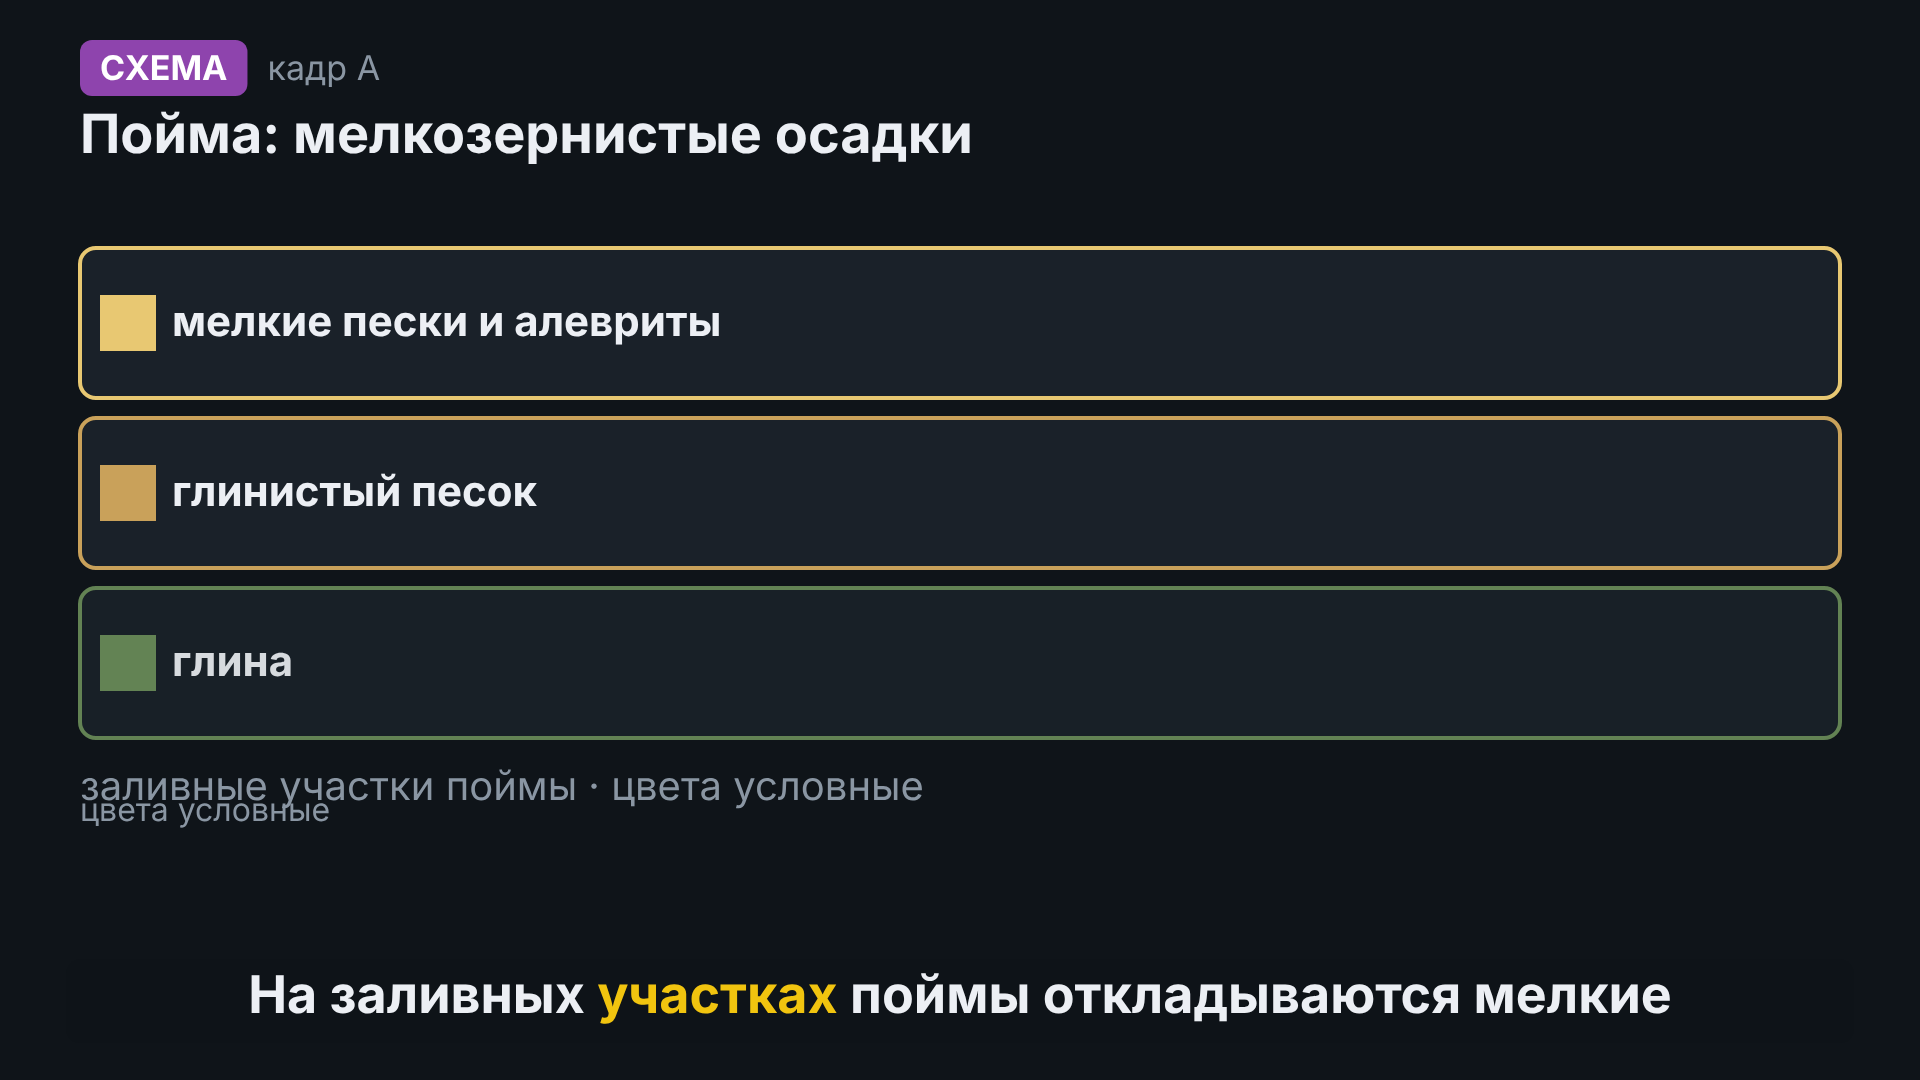 СХЕМА кадр А
Пойма: мелкозернистые осадки
мелкие пески и алевриты
глинистый песок
глина
заливные участки поймы · цвета условные
цвета условные
На заливных участках поймы откладываются мелкие